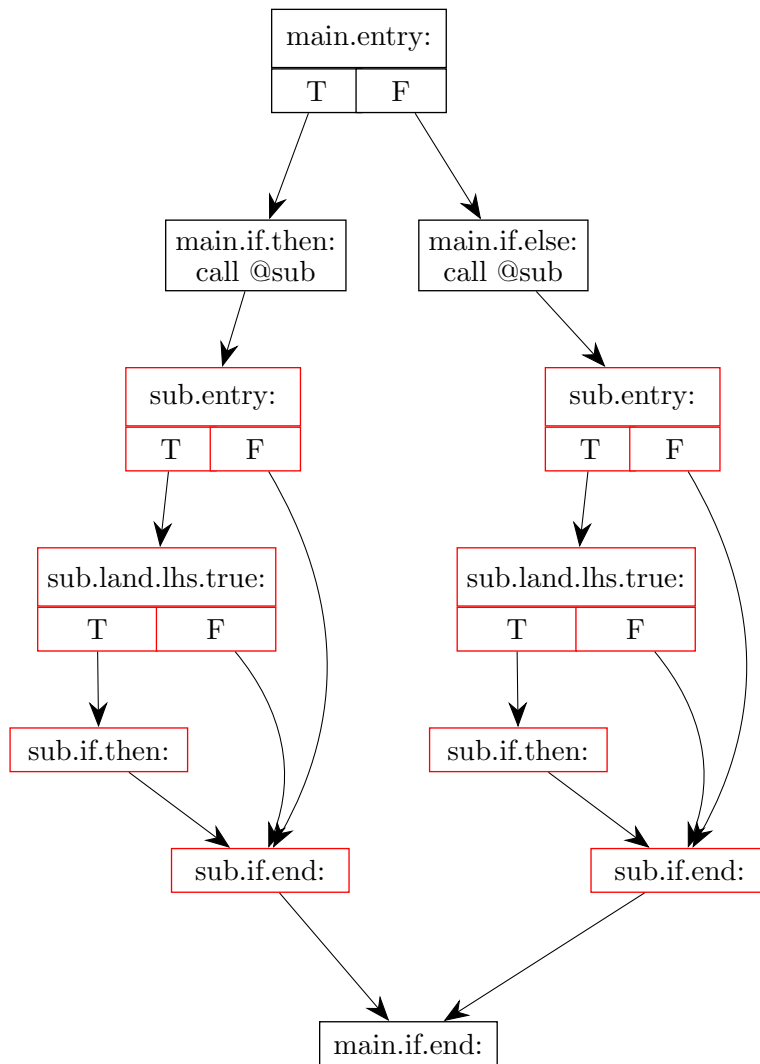 main.entry:
T F
main.if.then:
call @sub
main.if.else:
call @sub
sub.entry:
T F
sub.entry:
T F
sub.land.lhs.true:
T F
sub.land.lhs.true:
T F
sub.if.then:
sub.if.then:
sub.if.end:
sub.if.end:
main.if.end: